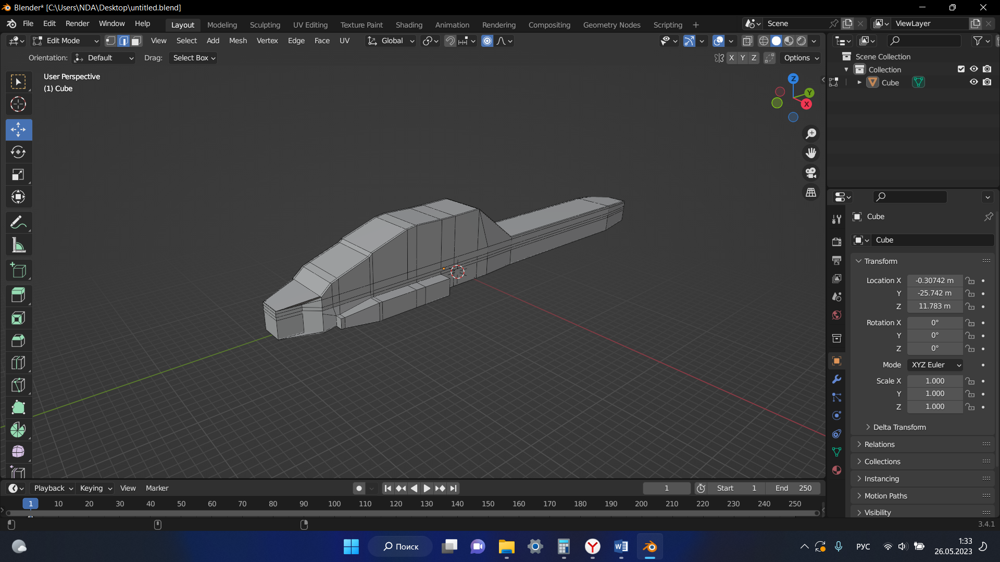 Blender* [C:\Users\NDA\Desktop\untitled.blend]
File Edit Render Window Help Layout Modeling Sculpting UV Editing Texture Paint Shading Animation Rendering Compositing Geometry Nodes Scripting + Scene ViewLayer
Edit Mode View Select Add Mesh Vertex Edge Face UV Global
Orientation: Default Drag: Select Box X Y Z Options
User Perspective
(1) Cube
Z
Y
X
Scene Collection
Collection
Cube
Cube
Cube
Transform
Location X -0.30742 m
Y -25.742 m
Z 11.783 m
Rotation X 0°
Y 0°
Z 0°
Mode XYZ Euler
Scale X 1.000
Y 1.000
Z 1.000
Delta Transform
Relations
Collections
Instancing
Motion Paths
Visibility
Playback Keying View Marker 1 Start 1 End 250
1 10 20 30 40 50 60 70 80 90 100 110 120 130 140 150 160 170 180 190 200 210 220 230 240 250
3.4.1
Поиск
РУС
1:33
26.05.2023